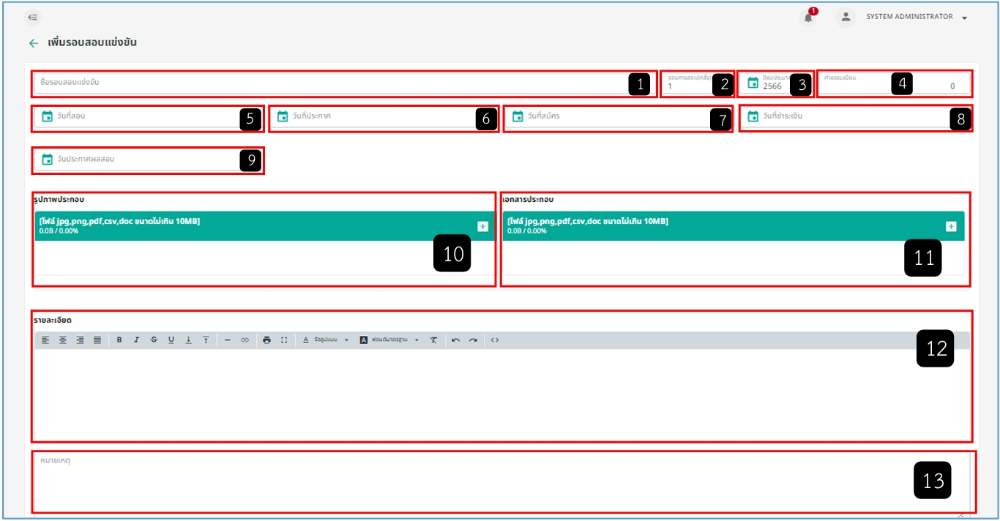 1
SYSTEM ADMINISTRATOR
เพิ่มรอบสอบแข่งขัน
ชื่อรอบสอบแข่งขัน 1
รอบการสอบ(ครั้ง)
1 2
ปีงบประมาณ
2566 3
ค่าธรรมเนียม 4
0
วันที่สอบ 5
วันที่ประกาศ 6
วันที่สมัคร 7
วันที่ชำระเงิน 8
วันประกาศผลสอบ 9
รูปภาพประกอบ
[ไฟล์ jpg,png,pdf,csv,doc ขนาดไม่เกิน 10MB]
0.0B / 0.00%
10
เอกสารประกอบ
[ไฟล์ jpg,png,pdf,csv,doc ขนาดไม่เกิน 10MB]
0.0B / 0.00%
11
รายละเอียด
B I S U A จัดรูปแบบ A ฟอนต์มาตรฐาน
12
หมายเหตุ
13